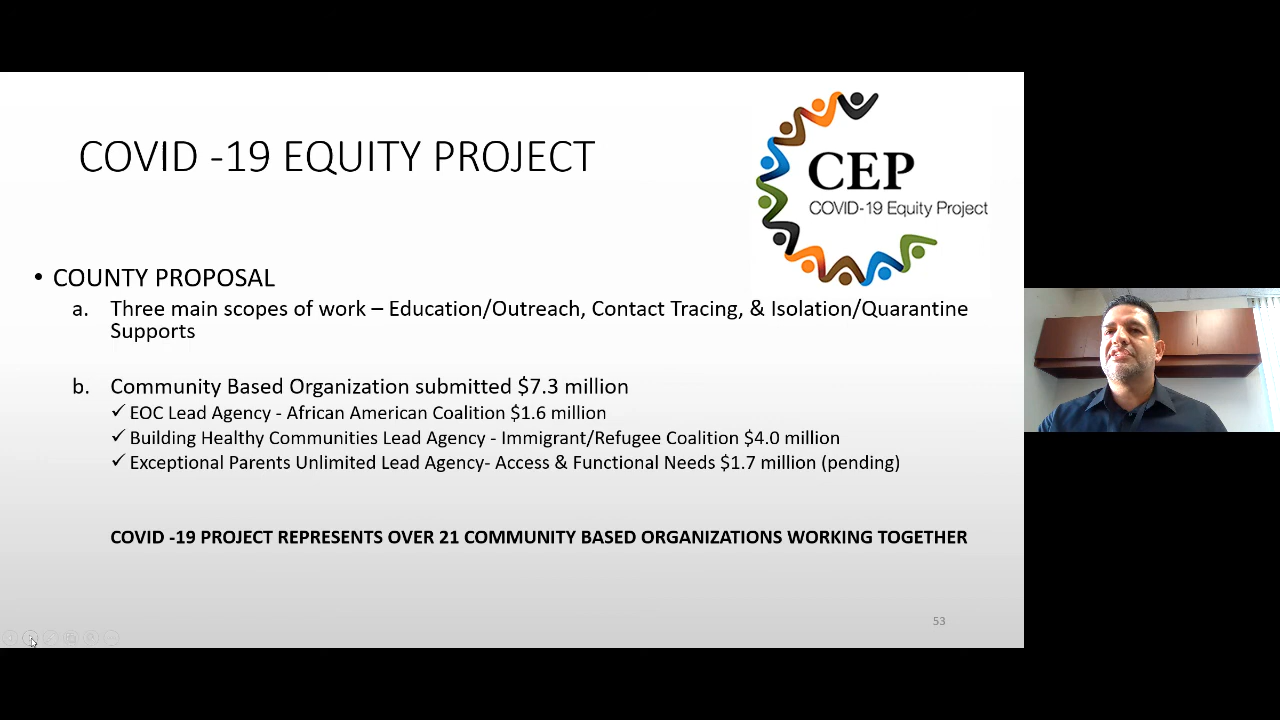 COVID -19 EQUITY PROJECT
CEP
COVID-19 Equity Project
• COUNTY PROPOSAL
a. Three main scopes of work – Education/Outreach, Contact Tracing, & Isolation/Quarantine
Supports
b. Community Based Organization submitted $7.3 million
✓ EOC Lead Agency - African American Coalition $1.6 million
✓ Building Healthy Communities Lead Agency - Immigrant/Refugee Coalition $4.0 million
✓ Exceptional Parents Unlimited Lead Agency- Access & Functional Needs $1.7 million (pending)
COVID -19 PROJECT REPRESENTS OVER 21 COMMUNITY BASED ORGANIZATIONS WORKING TOGETHER
53